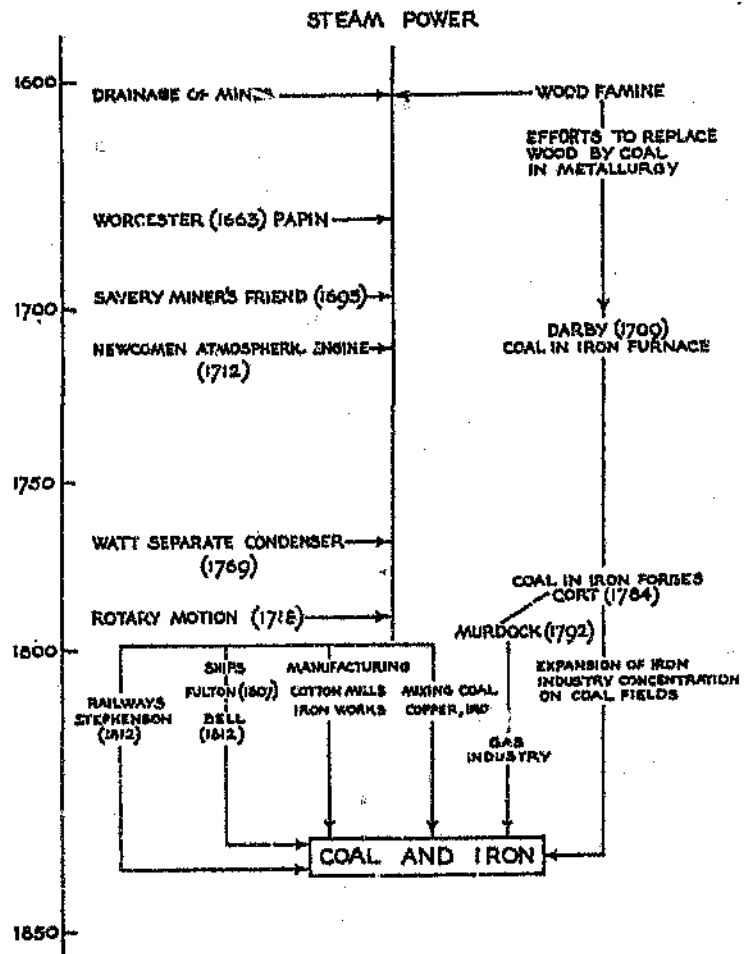 STEAM POWER
1600
DRAINAGE OF MINES
WOOD FAMINE
EFFORTS TO REPLACE
WOOD BY COAL
IN METALLURGY
WORCESTER (1663) PAPIN
SAVERY MINER'S FRIEND (1695)
1700
DARBY (1709)
COAL IN IRON FURNACE
NEWCOMEN ATMOSPHERIC ENGINE
(1712)
1750
WATT SEPARATE CONDENSER
(1769)
COAL IN IRON FORGES
CORT (1784)
ROTARY MOTION
MURDOCK (1792)
1800
RAILWAYS
STEPHENSON
(1812)
SHIPS
FULTON (1807)
BELL
(1812)
MANUFACTURING
COTTON MILLS
IRON WORKS
MIXING COAL
COPPER,
GAS
INDUSTRY
EXPANSION OF IRON
INDUSTRY CONCENTRATION
ON COAL FIELDS
COAL AND IRON
1850